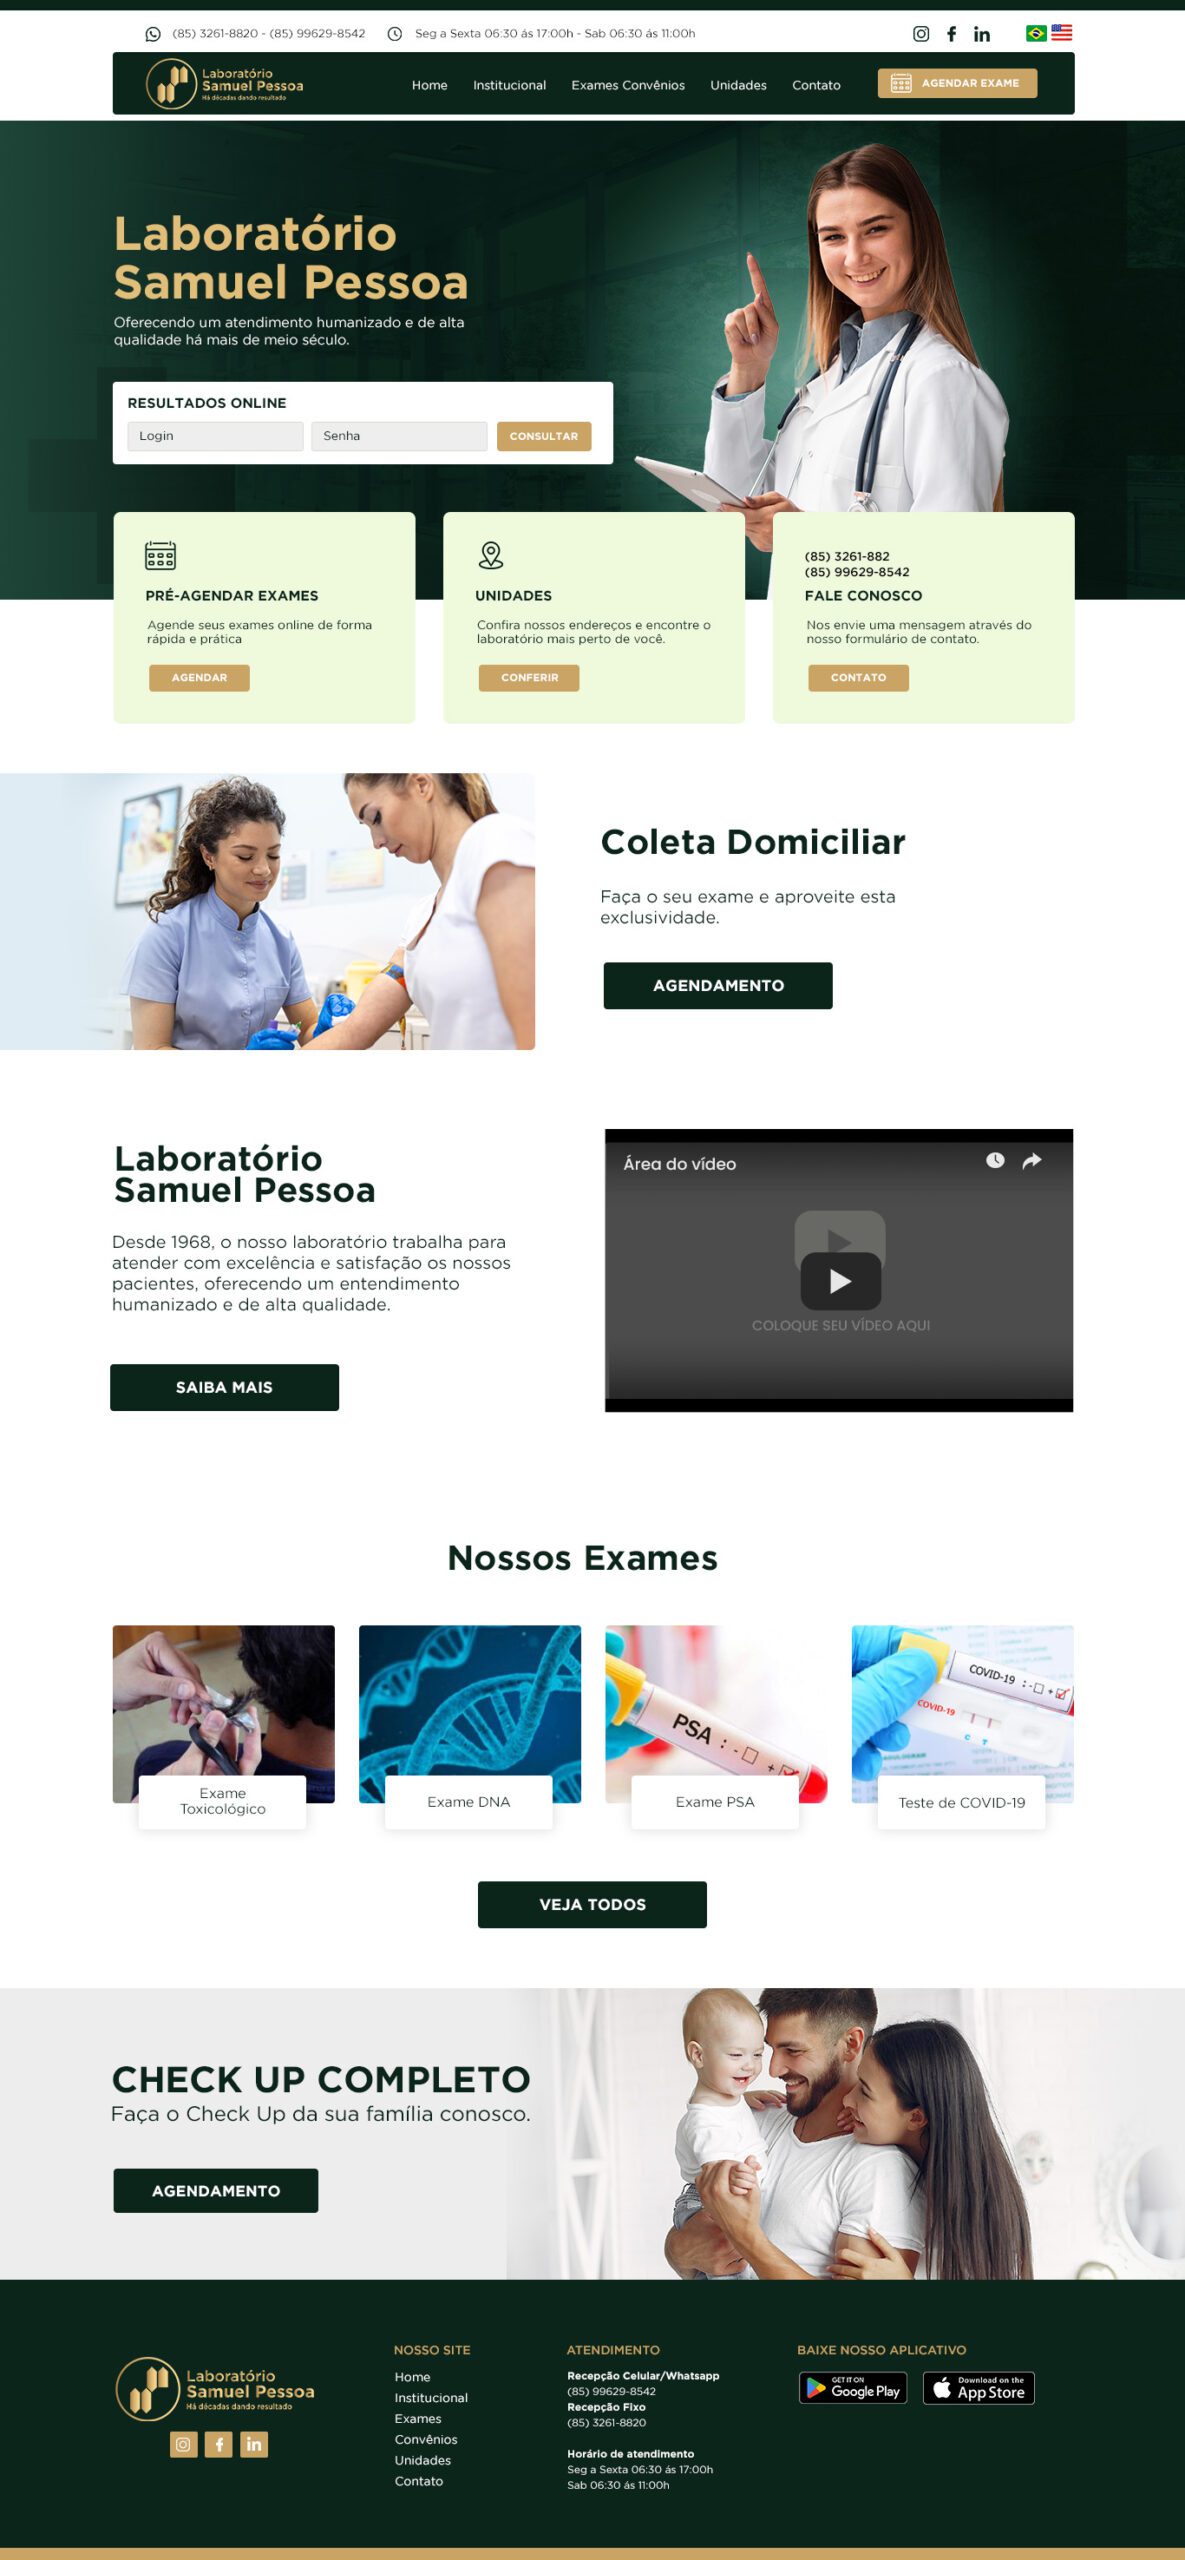 (85) 3261-8820 - (85) 99629-8542
Seg a Sexta 06:30 ás 17:00h - Sab 06:30 ás 11:00h
Laboratório
Samuel Pessoa
Há décadas dando resultado
Home Institucional Exames Convênios Unidades Contato
AGENDAR EXAME
Laboratório
Samuel Pessoa
Oferecendo um atendimento humanizado e de alta
qualidade há mais de meio século.
RESULTADOS ONLINE
Login
Senha
CONSULTAR
PRÉ-AGENDAR EXAMES
Agende seus exames online de forma
rápida e prática
AGENDAR
UNIDADES
Confira nossos endereços e encontre o
laboratório mais perto de você.
CONFERIR
(85) 3261-882
(85) 99629-8542
FALE CONOSCO
Nos envie uma mensagem através do
nosso formulário de contato.
CONTATO
Coleta Domiciliar
Faça o seu exame e aproveite esta
exclusividade.
AGENDAMENTO
Laboratório
Samuel Pessoa
Desde 1968, o nosso laboratório trabalha para
atender com excelência e satisfação os nossos
pacientes, oferecendo um entendimento
humanizado e de alta qualidade.
SAIBA MAIS
Área do vídeo
COLOQUE SEU VÍDEO AQUI
Nossos Exames
Exame
Toxicológico
Exame DNA
PSA : - □ + 
Exame PSA
COVID-19 : - □ + ☑
COVID-19
C T
Teste de COVID-19
VEJA TODOS
CHECK UP COMPLETO
Faça o Check Up da sua família conosco.
AGENDAMENTO
Laboratório
Samuel Pessoa
Há décadas dando resultado
NOSSO SITE
Home
Institucional
Exames
Convênios
Unidades
Contato
ATENDIMENTO
Recepção Celular/Whatsapp
(85) 99629-8542
Recepção Fixo
(85) 3261-8820
Horário de atendimento
Seg a Sexta 06:30 ás 17:00h
Sab 06:30 ás 11:00h
BAIXE NOSSO APLICATIVO
GET IT ON
Google Play
Download on the
App Store